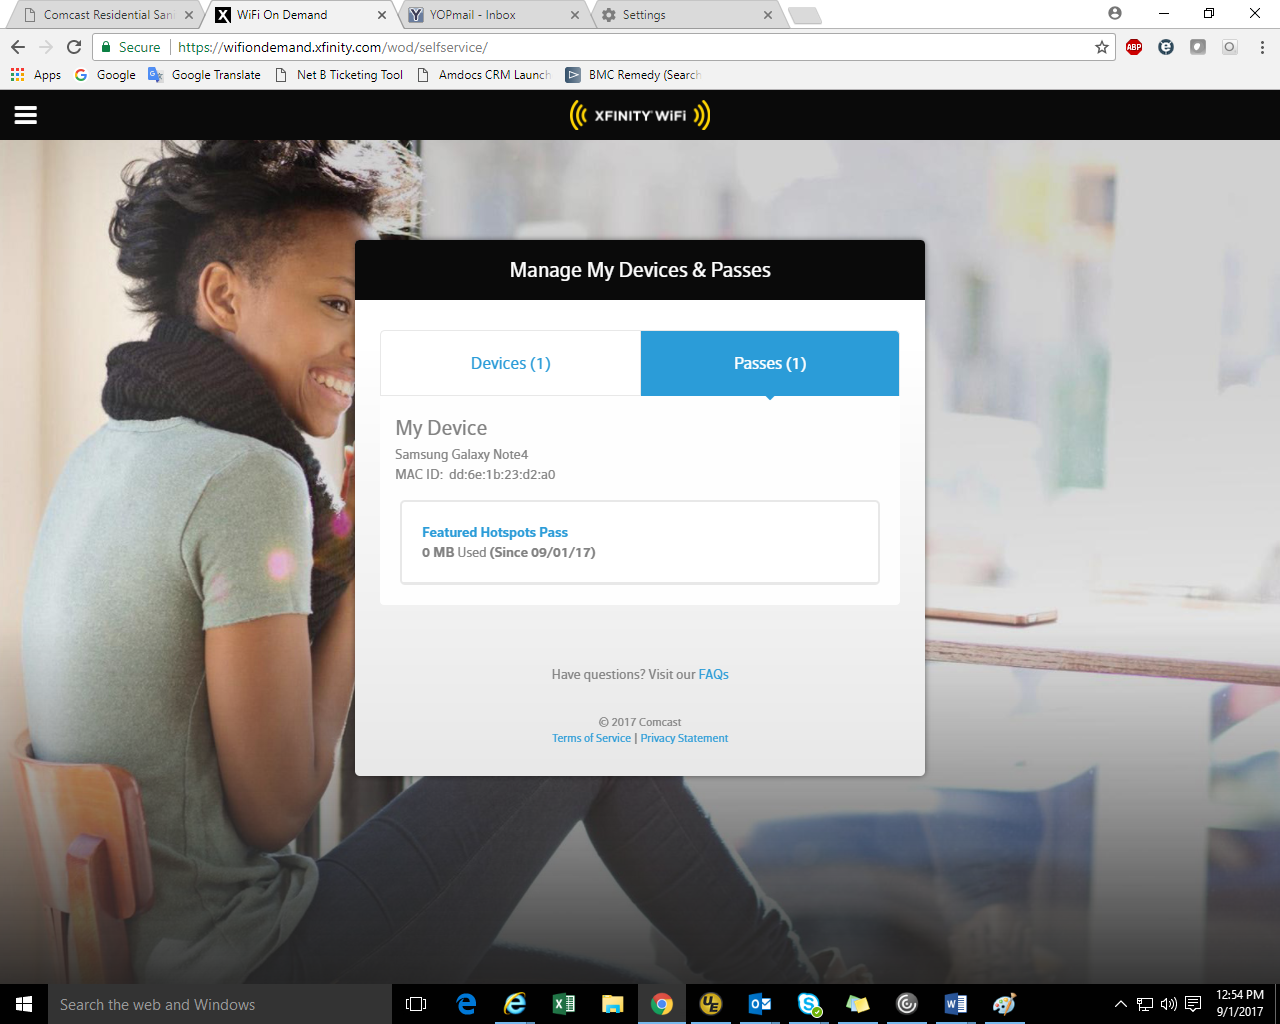 Comcast Residential San
WiFi On Demand
YOPmail - Inbox
Settings
Secure
https://wifiondemand.xfinity.com/wod/selfservice/
ABP
Apps
Google
Google Translate
Net B Ticketing Tool
Amdocs CRM Launch
BMC Remedy (Search
XFINITY WiFi
Manage My Devices & Passes
Devices (1)
Passes (1)
My Device
Samsung Galaxy Note4
MAC ID: dd:6e:1b:23:d2:a0
Featured Hotspots Pass
0 MB Used (Since 09/01/17)
Have questions? Visit our FAQs
© 2017 Comcast
Terms of Service | Privacy Statement
Search the web and Windows
12:54 PM
9/1/2017